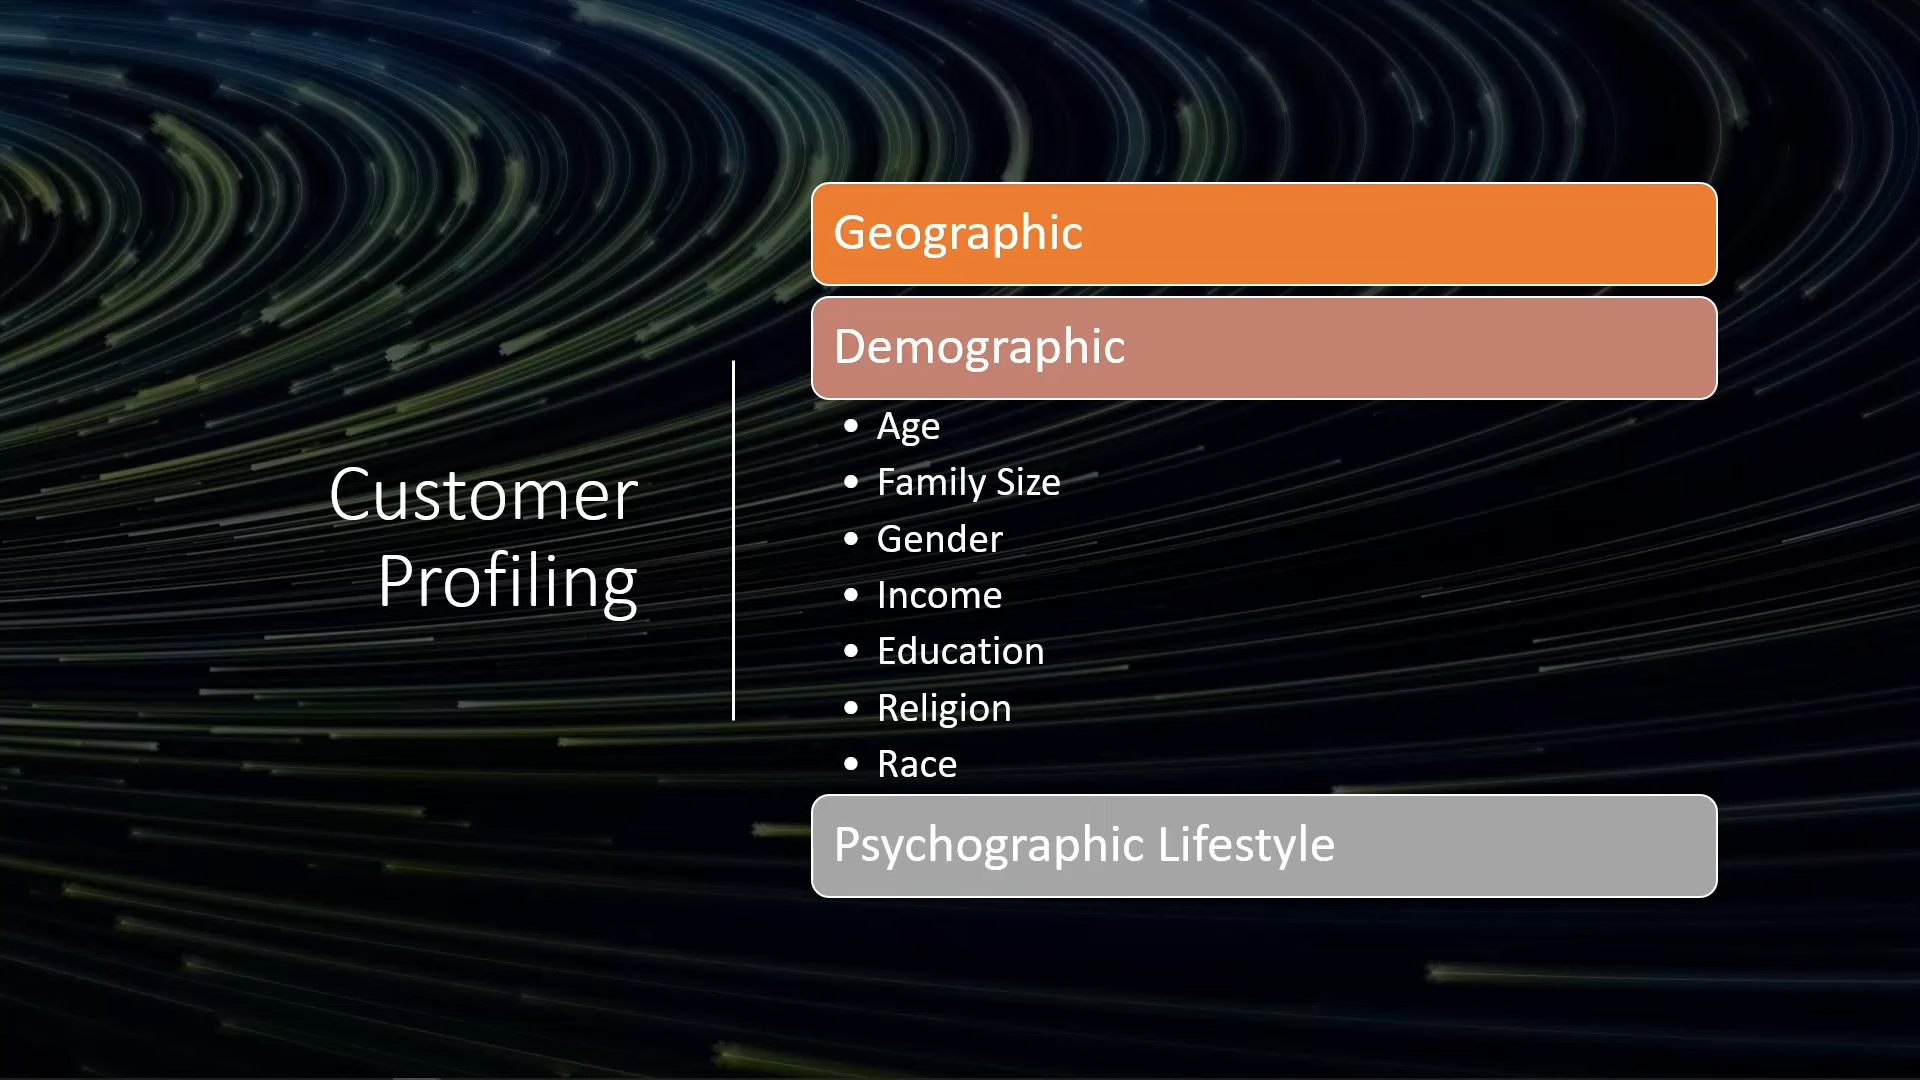 Customer
Profiling
Geographic
Demographic
• Age
• Family Size
• Gender
• Income
• Education
• Religion
• Race
Psychographic Lifestyle